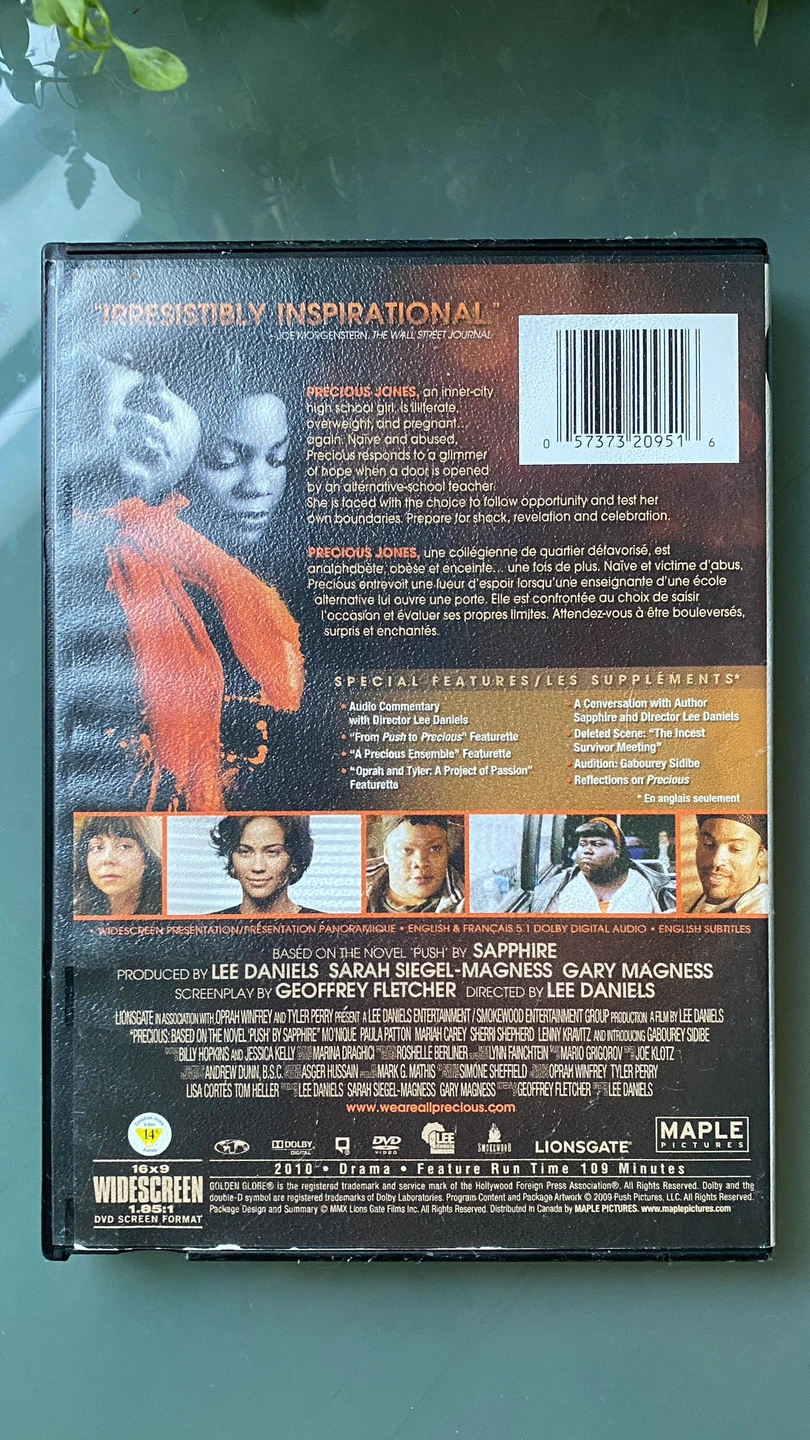 "IRRESISTIBLY INSPIRATIONAL"
– JOE MORGENSTERN, THE WALL STREET JOURNAL
PRECIOUS JONES, an inner-city
high school girl, is illiterate,
overweight, and pregnant…
again. Naïve and abused,
Precious responds to a glimmer
of hope when a door is opened
by an alternative-school teacher.
She is faced with the choice to follow opportunity and test her
own boundaries. Prepare for shock, revelation and celebration.
0 57373 20951 6
PRECIOUS JONES, une collégienne de quartier défavorisé, est
analphabète, obèse et enceinte… une fois de plus. Naïve et victime d'abus,
Precious entrevoit une lueur d'espoir lorsqu'une enseignante d'une école
alternative lui ouvre une porte. Elle est confrontée au choix de saisir
l'occasion et évaluer ses propres limites. Attendez-vous à être bouleversés,
surpris et enchantés.
SPECIAL FEATURES/LES SUPPLÉMENTS*
• Audio Commentary
with Director Lee Daniels
• "From Push to Precious" Featurette
• "A Precious Ensemble" Featurette
• "Oprah and Tyler: A Project of Passion"
Featurette
• A Conversation with Author
Sapphire and Director Lee Daniels
• Deleted Scene: "The Incest
Survivor Meeting"
• Audition: Gabourey Sidibe
• Reflections on Precious
* En anglais seulement
• WIDESCREEN PRESENTATION/PRÉSENTATION PANORAMIQUE • ENGLISH & FRANÇAIS 5.1 DOLBY DIGITAL AUDIO • ENGLISH SUBTITLES
BASED ON THE NOVEL 'PUSH' BY SAPPHIRE
PRODUCED BY LEE DANIELS SARAH SIEGEL-MAGNESS GARY MAGNESS
SCREENPLAY BY GEOFFREY FLETCHER DIRECTED BY LEE DANIELS
LIONSGATE IN ASSOCIATION WITH OPRAH WINFREY AND TYLER PERRY PRESENT A LEE DANIELS ENTERTAINMENT / SMOKEWOOD ENTERTAINMENT GROUP PRODUCTION A FILM BY LEE DANIELS
"PRECIOUS: BASED ON THE NOVEL 'PUSH' BY SAPPHIRE" MO'NIQUE PAULA PATTON MARIAH CAREY SHERRI SHEPHERD LENNY KRAVITZ AND INTRODUCING GABOUREY SIDIBE
BILLY HOPKINS AND JESSICA KELLY MARINA DRAGHICI ROSHELLE BERLINER LYNN FAINCHTEIN MARIO GRIGOROV JOE KLOTZ
ANDREW DUNN, B.S.C. ASGER HUSSAIN MARK G. MATHIS SIMONE SHEFFIELD OPRAH WINFREY TYLER PERRY
LISA CORTÉS TOM HELLER LEE DANIELS SARAH SIEGEL-MAGNESS GARY MAGNESS GEOFFREY FLETCHER LEE DANIELS
www.weareallprecious.com
14
DOLBY
DIGITAL
DVD
VIDEO
LEE
daniels
SMOKEWOOD
LIONSGATE
MAPLE
PICTURES
16x9
WIDESCREEN
1.85:1
DVD SCREEN FORMAT
2010 • Drama • Feature Run Time 109 Minutes
GOLDEN GLOBE® is the registered trademark and service mark of the Hollywood Foreign Press Association®. All Rights Reserved. Dolby and the
double-D symbol are registered trademarks of Dolby Laboratories. Program Content and Package Artwork © 2009 Push Pictures, LLC. All Rights Reserved.
Package Design and Summary © MMX Lions Gate Films Inc. All Rights Reserved. Distributed in Canada by MAPLE PICTURES. www.maplepictures.com